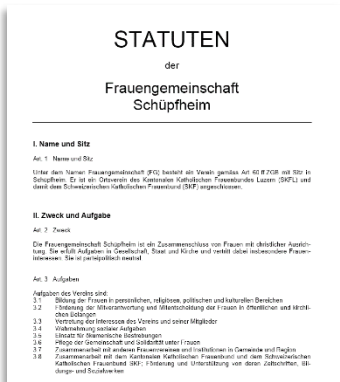 STATUTEN
der
Frauengemeinschaft
Schüpfheim
I. Name und Sitz
Art. 1 Name und Sitz
Unter dem Namen Frauengemeinschaft (FG) besteht ein Verein gemäss Art 60 ff ZGB mit Sitz in
Schüpfheim. Er ist ein Ortsverein des Kantonalen Katholischen Frauenbundes Luzern (SKFL) und
damit dem Schweizerischen Katholischen Frauenbund (SKF) angeschlossen.
II. Zweck und Aufgabe
Art. 2 Zweck
Die Frauengemeinschaft Schüpfheim ist ein Zusammenschluss von Frauen mit christlicher Ausrich-
tung. Sie erfüllt Aufgaben in Gesellschaft, Staat und Kirche und vertritt dabei insbesondere Frauen-
interessen. Sie ist parteipolitisch neutral.
Art. 3 Aufgaben
Aufgaben des Vereins sind:
3.1 Bildung der Frauen in persönlichen, religiösen, politischen und kulturellen Bereichen
3.2 Förderung der Mitverantwortung und Mitentscheidung der Frauen in öffentlichen und kirchli-
chen Belangen
3.3 Vertretung der Interessen des Vereins und seiner Mitglieder
3.4 Wahrnehmung sozialer Aufgaben
3.5 Einsatz für ökumenische Bestrebungen
3.6 Pflege der Gemeinschaft und Solidarität unter Frauen
3.7 Zusammenarbeit mit anderen Frauenvereinen und Institutionen in Gemeinde und Region
3.8 Zusammenarbeit mit dem Kantonalen Katholischen Frauenbund und dem Schweizerischen
Katholischen Frauenbund SKF; Förderung und Unterstützung von deren Zeitschriften, Bil-
dungs- und Sozialwerken